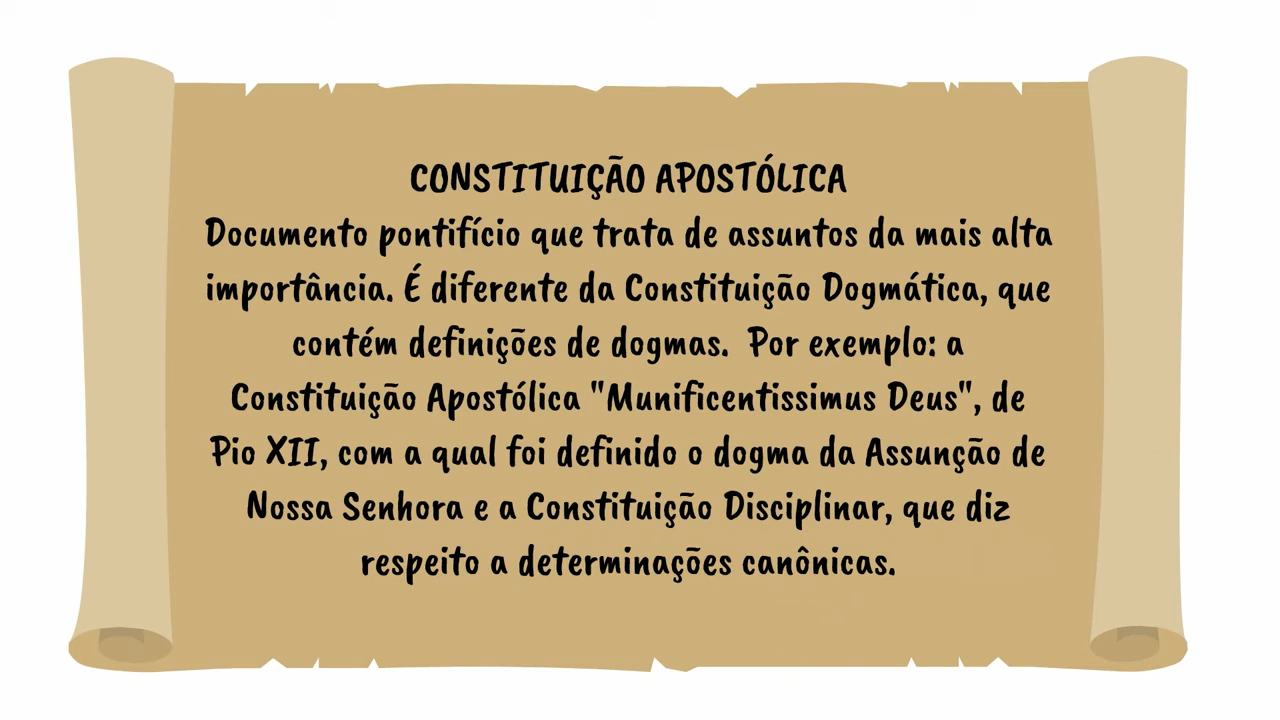 CONSTITUIÇÃO APOSTÓLICA
Documento pontifício que trata de assuntos da mais alta
importância. É diferente da Constituição Dogmática, que
contém definições de dogmas.  Por exemplo: a
Constituição Apostólica "Munificentissimus Deus", de
Pio XII, com a qual foi definido o dogma da Assunção de
Nossa Senhora e a Constituição Disciplinar, que diz
respeito a determinações canônicas.